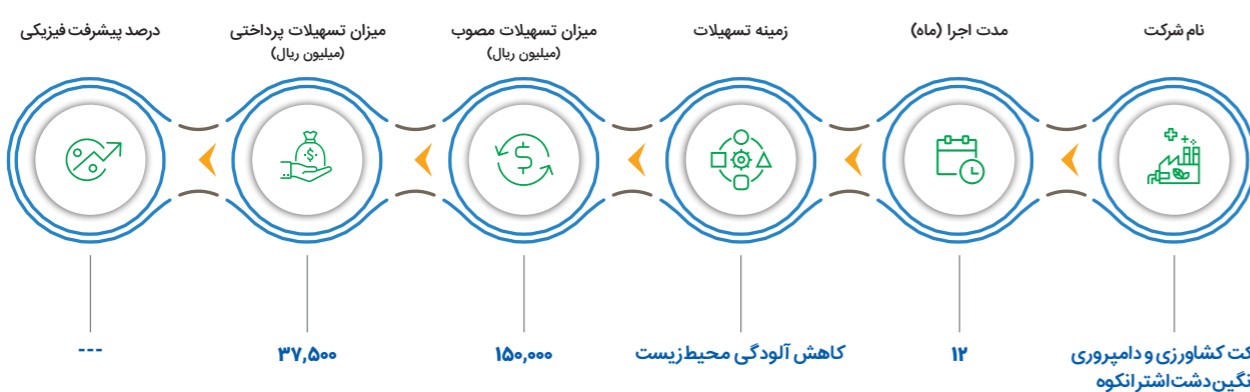 نام شرکت
مدت اجرا (ماه)
زمینه تسهیلات
میزان تسهیلات مصوب
(میلیون ریال)
میزان تسهیلات پرداختی
(میلیون ریال)
درصد پیشرفت فیزیکی
کشاورزی و دامپروری
دشت اشترانکوه
۱۲
کاهش آلودگی محیط‌زیست
۱۵۰,۰۰۰
۳۷,۵۰۰
---